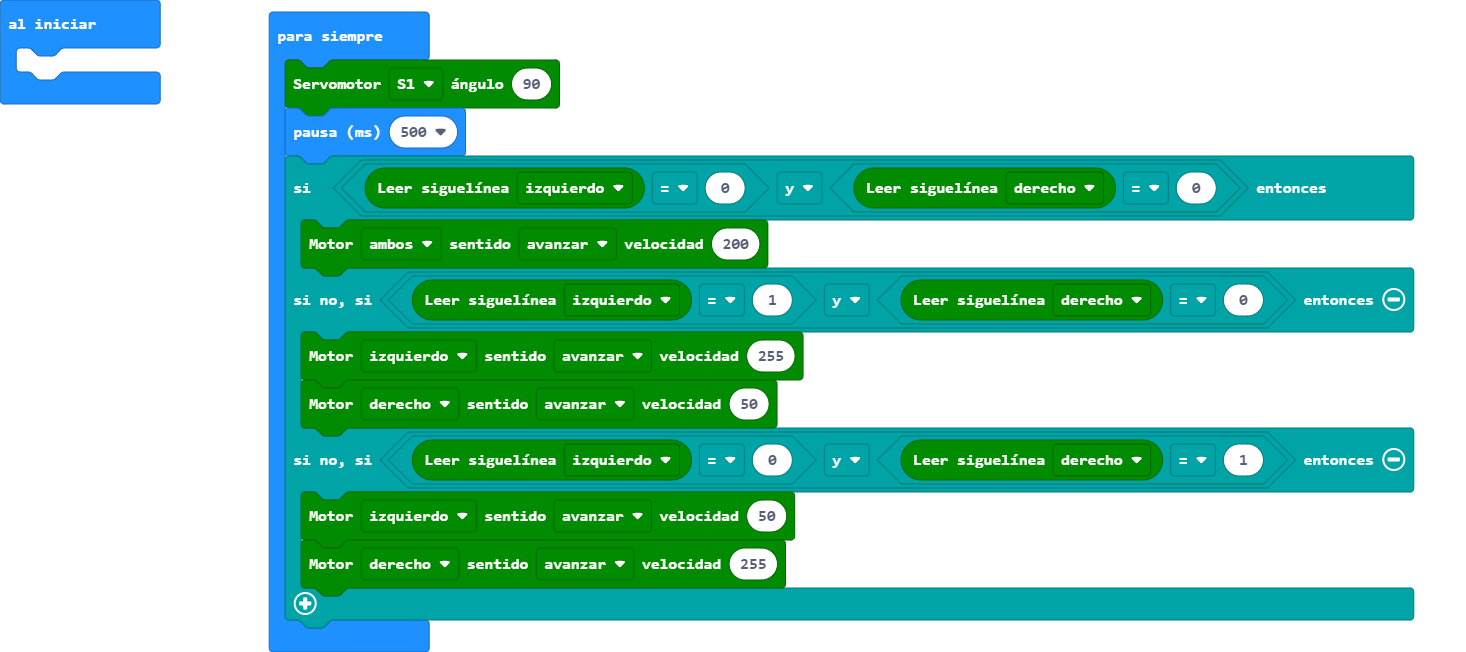 al iniciar
para siempre
Servomotor S1 ángulo 90
pausa (ms) 500
si Leer siguelínea izquierdo = 0 y Leer siguelínea derecho = 0 entonces
Motor ambos sentido avanzar velocidad 200
si no, si Leer siguelínea izquierdo = 1 y Leer siguelínea derecho = 0 entonces
Motor izquierdo sentido avanzar velocidad 255
Motor derecho sentido avanzar velocidad 50
si no, si Leer siguelínea izquierdo = 0 y Leer siguelínea derecho = 1 entonces
Motor izquierdo sentido avanzar velocidad 50
Motor derecho sentido avanzar velocidad 255